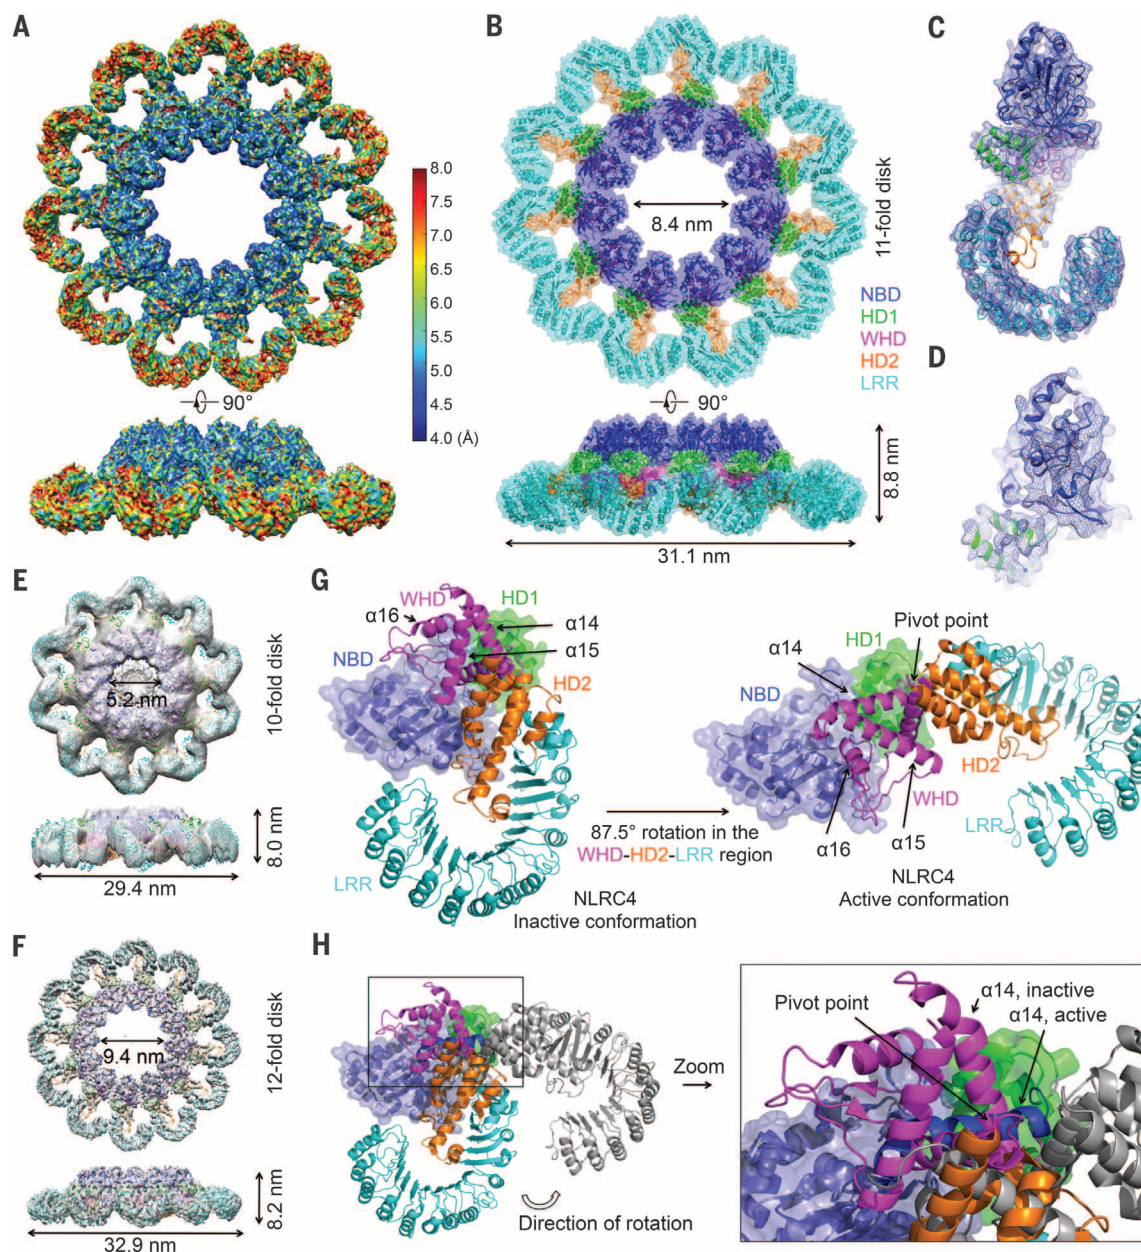 A
90°
8.0
7.5
7.0
6.5
6.0
5.5
5.0
4.5
4.0 (Å)
B
8.4 nm
11-fold disk
NBD
HD1
WHD
HD2
LRR
90°
8.8 nm
31.1 nm
C
D
E
5.2 nm
10-fold disk
8.0 nm
29.4 nm
F
9.4 nm
12-fold disk
8.2 nm
32.9 nm
G
WHD
HD1
α16
α14
α15
NBD
HD2
LRR
NLRC4
Inactive conformation
87.5° rotation in the
WHD-HD2-LRR region
Pivot point
HD1
α14
NBD
HD2
WHD
LRR
α16
α15
NLRC4
Active conformation
H
Direction of rotation
Zoom
Pivot point
α14, inactive
α14, active